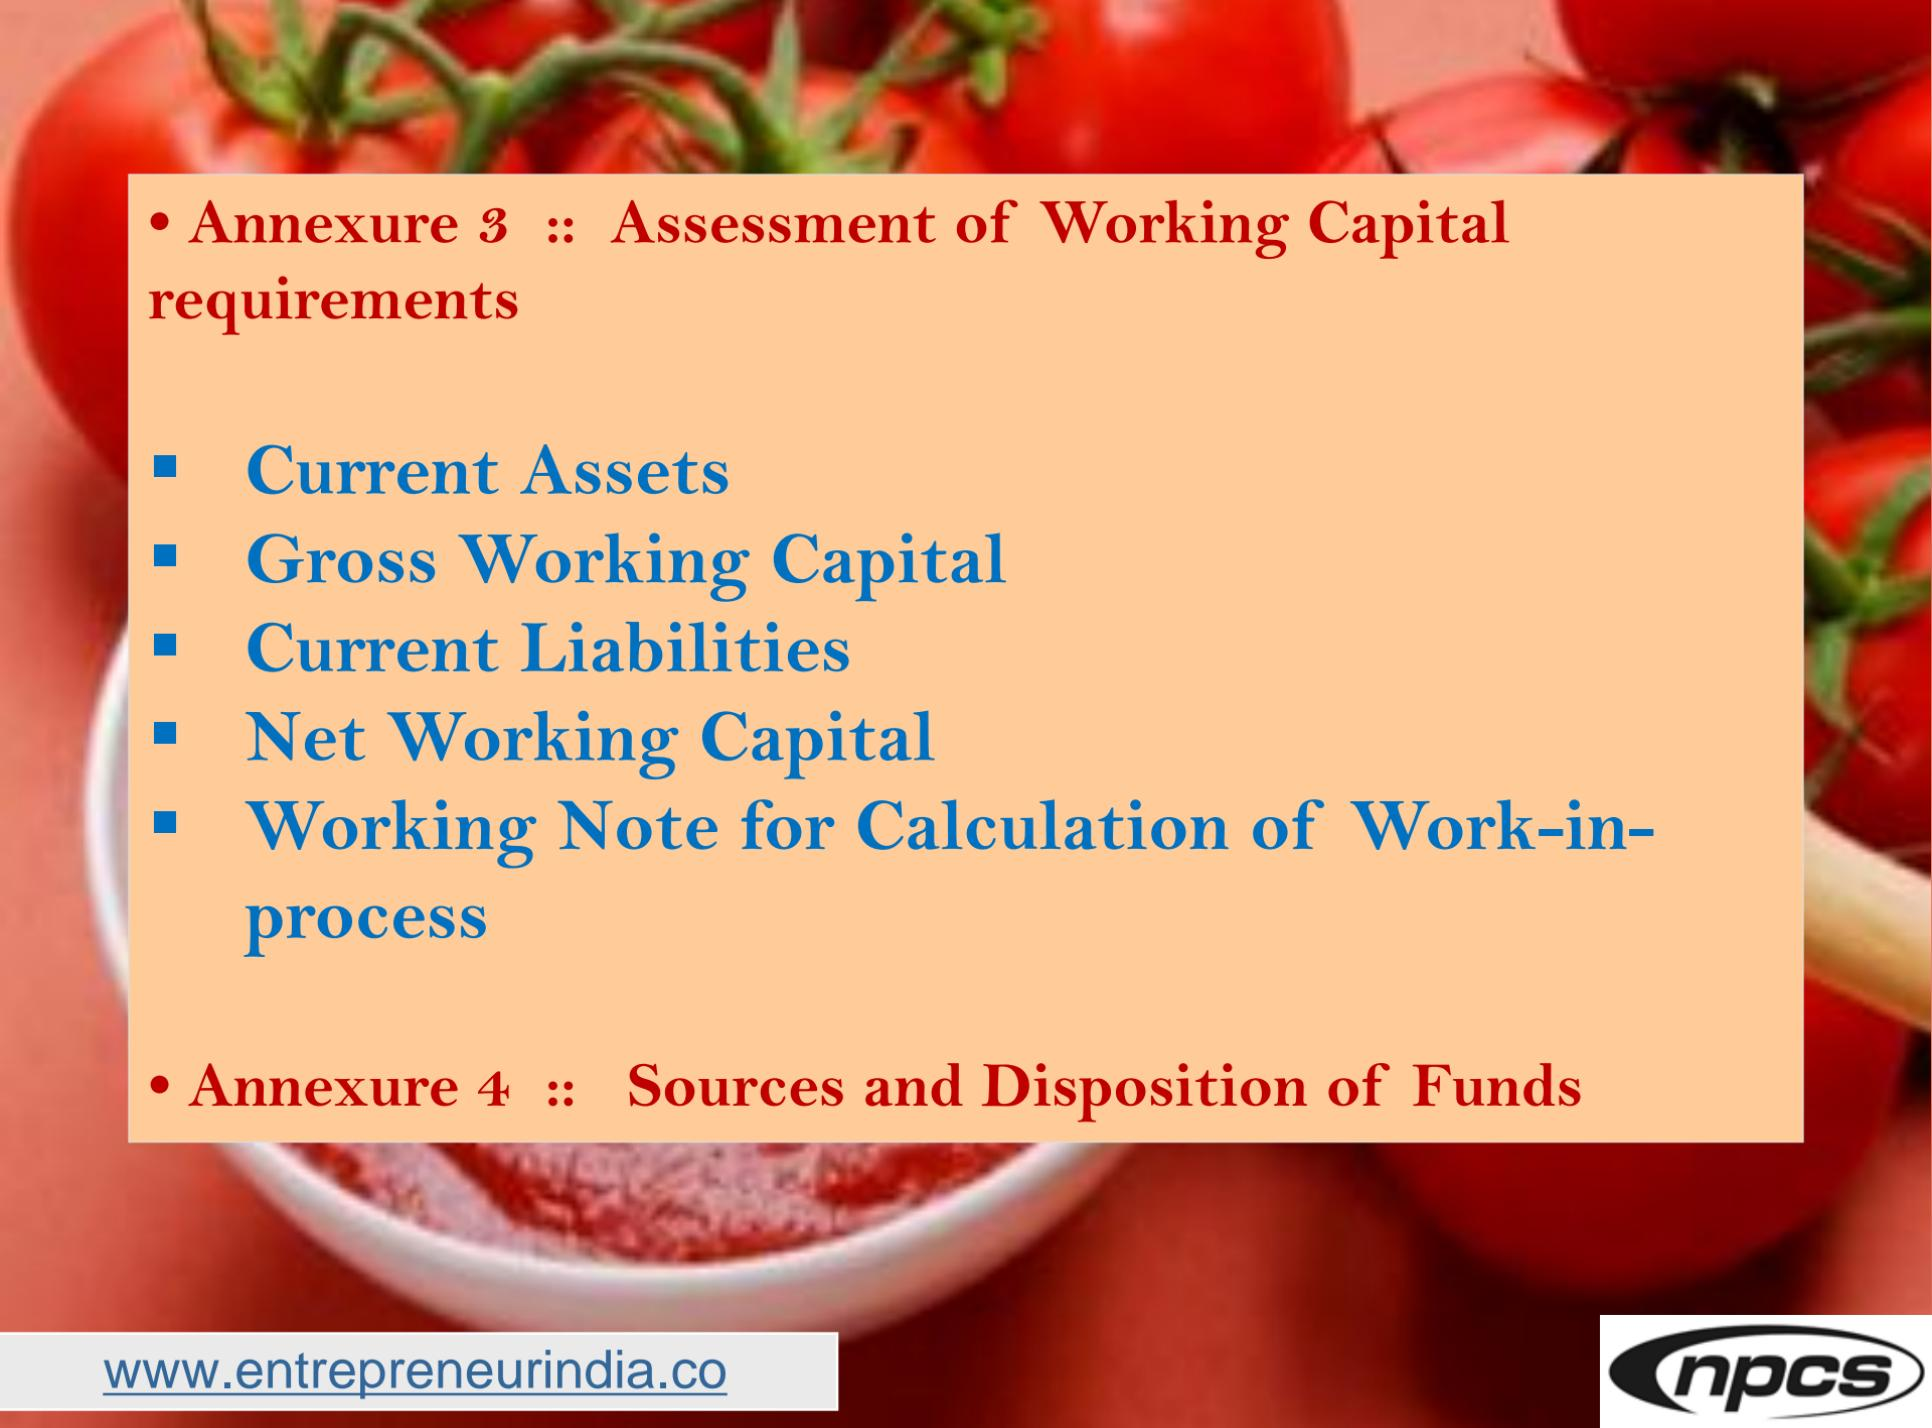 • Annexure 3 :: Assessment of Working Capital
requirements
▪ Current Assets
▪ Gross Working Capital
▪ Current Liabilities
▪ Net Working Capital
▪ Working Note for Calculation of Work-in-
process
• Annexure 4 :: Sources and Disposition of Funds
www.entrepreneurindia.co
npcs